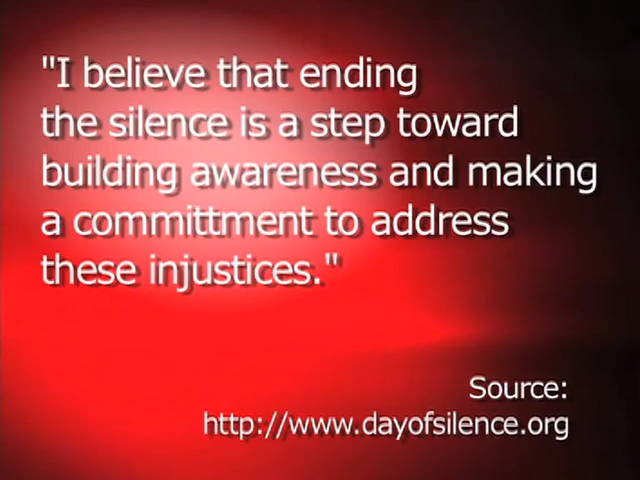 "I believe that ending
the silence is a step toward
building awareness and making
a committment to address
these injustices."
Source:
http://www.dayofsilence.org